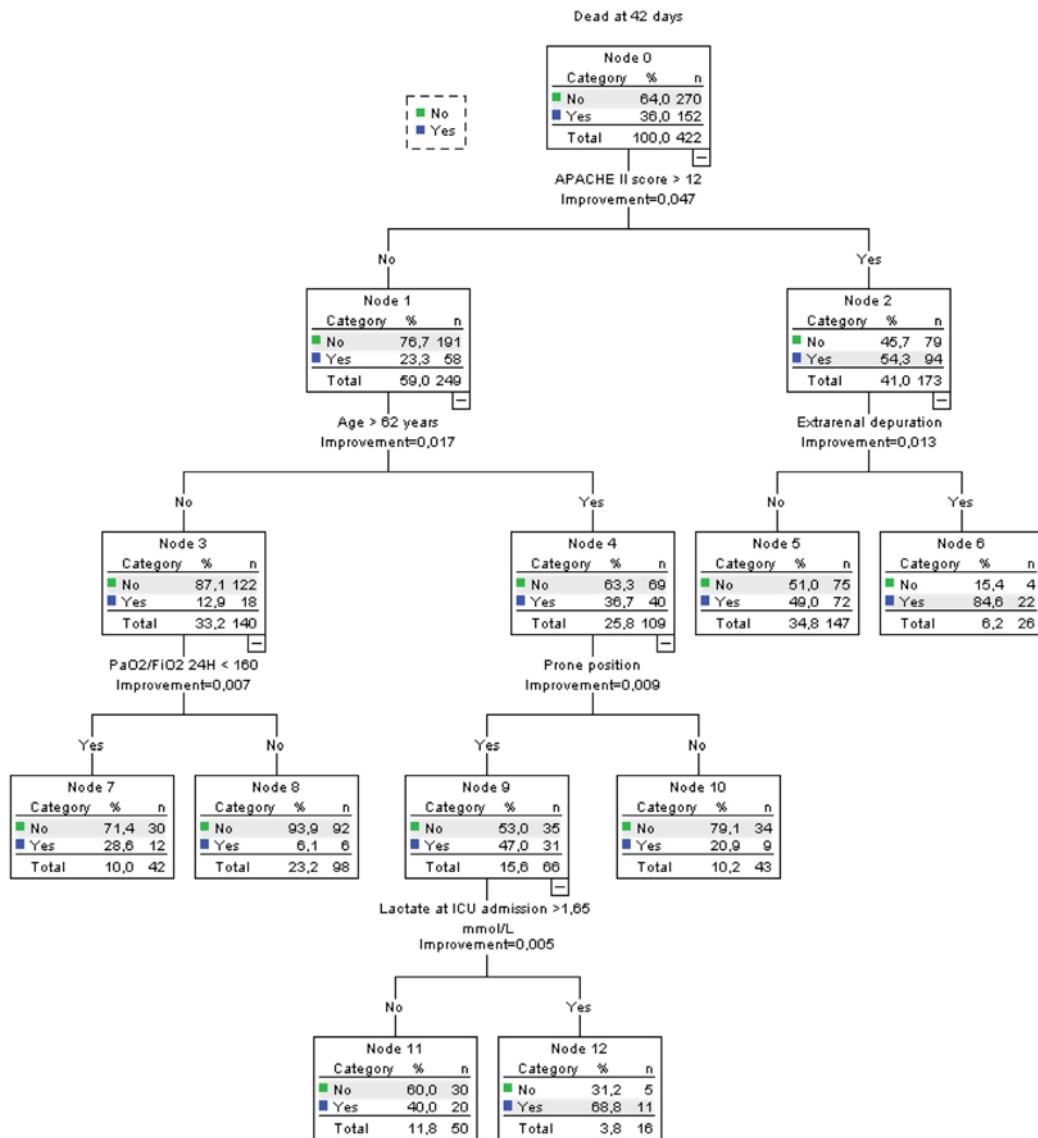 Dead at 42 days
Node 0
Category % n
No 64,0 270
Yes 36,0 152
Total 100,0 422
No
Yes
APACHE II score > 12
Improvement=0,047
No
Yes
Node 1
Category % n
No 76,7 191
Yes 23,3 58
Total 59,0 249
Node 2
Category % n
No 45,7 79
Yes 54,3 94
Total 41,0 173
Age > 62 years
Improvement=0,017
Extrarenal depuration
Improvement=0,013
No
Yes
No
Yes
Node 3
Category % n
No 87,1 122
Yes 12,9 18
Total 33,2 140
Node 4
Category % n
No 63,3 69
Yes 36,7 40
Total 25,8 109
Node 5
Category % n
No 51,0 75
Yes 49,0 72
Total 34,8 147
Node 6
Category % n
No 15,4 4
Yes 84,6 22
Total 6,2 26
PaO2/FiO2 24H < 160
Improvement=0,007
Prone position
Improvement=0,009
Yes
No
Yes
No
Node 7
Category % n
No 71,4 30
Yes 28,6 12
Total 10,0 42
Node 8
Category % n
No 93,9 92
Yes 6,1 6
Total 23,2 98
Node 9
Category % n
No 53,0 35
Yes 47,0 31
Total 15,6 66
Node 10
Category % n
No 79,1 34
Yes 20,9 9
Total 10,2 43
Lactate at ICU admission >1,65
mmol/L
Improvement=0,005
No
Yes
Node 11
Category % n
No 60,0 30
Yes 40,0 20
Total 11,8 50
Node 12
Category % n
No 31,2 5
Yes 68,8 11
Total 3,8 16